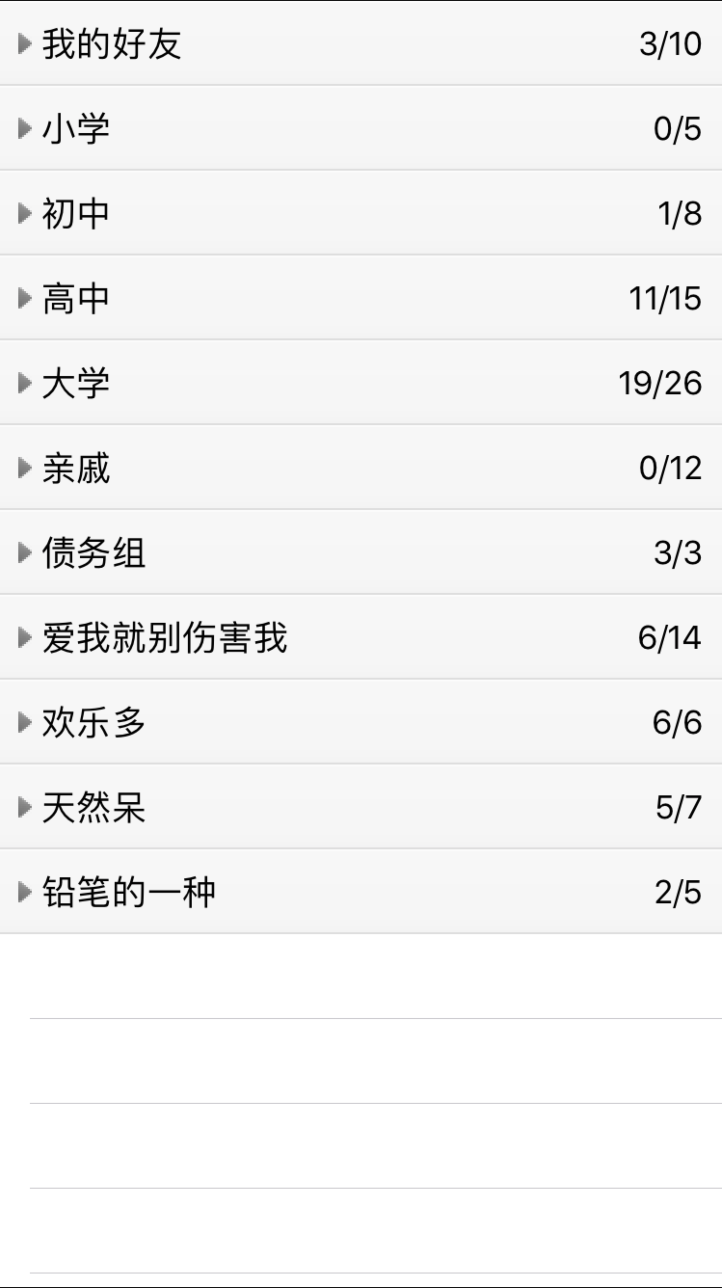 我的好友 3/10
小学 0/5
初中 1/8
高中 11/15
大学 19/26
亲戚 0/12
债务组 3/3
爱我就别伤害我 6/14
欢乐多 6/6
天然呆 5/7
铅笔的一种 2/5